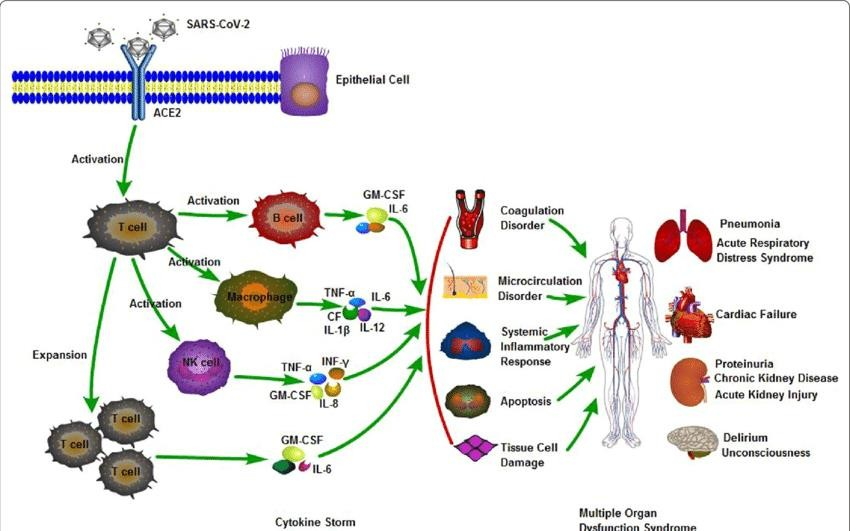 SARS-CoV-2
Epithelial Cell
ACE2
Activation
T cell
Activation
B cell
GM-CSF
IL-6
Activation
Macrophage
TNF-α
IL-6
CF
IL-1β
IL-12
Activation
NK cell
TNF-α
INF-γ
GM-CSF
IL-8
Expansion
T cell
T cell
T cell
GM-CSF
IL-6
Cytokine Storm
Coagulation
Disorder
Microcirculation
Disorder
Systemic
Inflammatory
Response
Apoptosis
Tissue Cell
Damage
Pneumonia
Acute Respiratory
Distress Syndrome
Cardiac Failure
Proteinuria
Chronic Kidney Disease
Acute Kidney Injury
Delirium
Unconsciousness
Multiple Organ
Dysfunction Syndrome